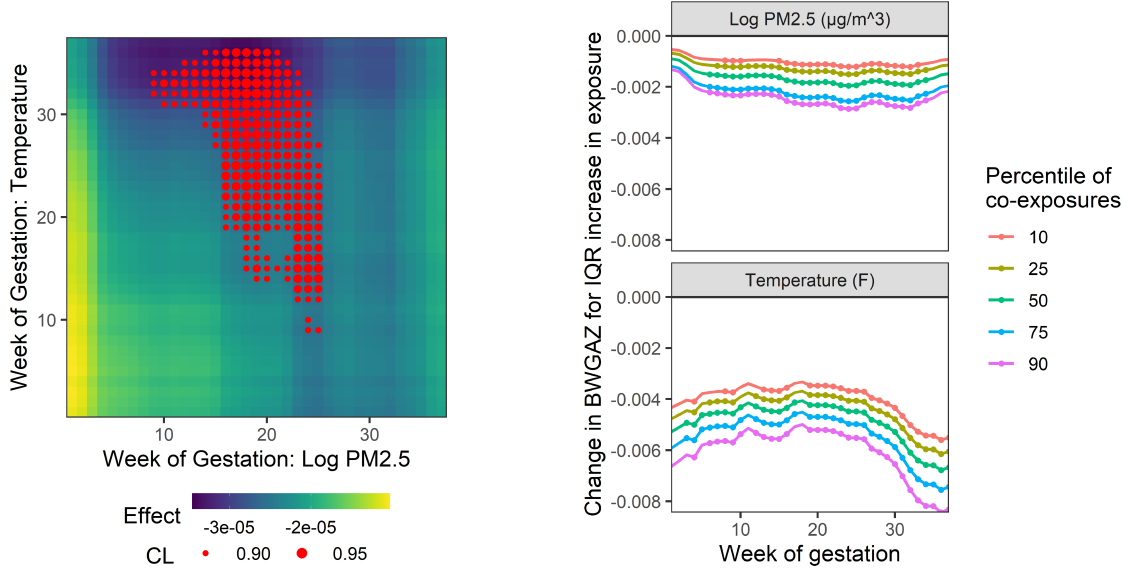 Week of Gestation: Temperature
30
20
10
10
20
30
Week of Gestation: Log PM2.5
Effect
-3e-05
-2e-05
CL
0.90
0.95
Change in BWGAZ for IQR increase in exposure
Log PM2.5 (µg/m^3)
0.000
-0.002
-0.004
-0.006
-0.008
Temperature (F)
0.000
-0.002
-0.004
-0.006
-0.008
10
20
30
Week of gestation
Percentile of
co-exposures
10
25
50
75
90